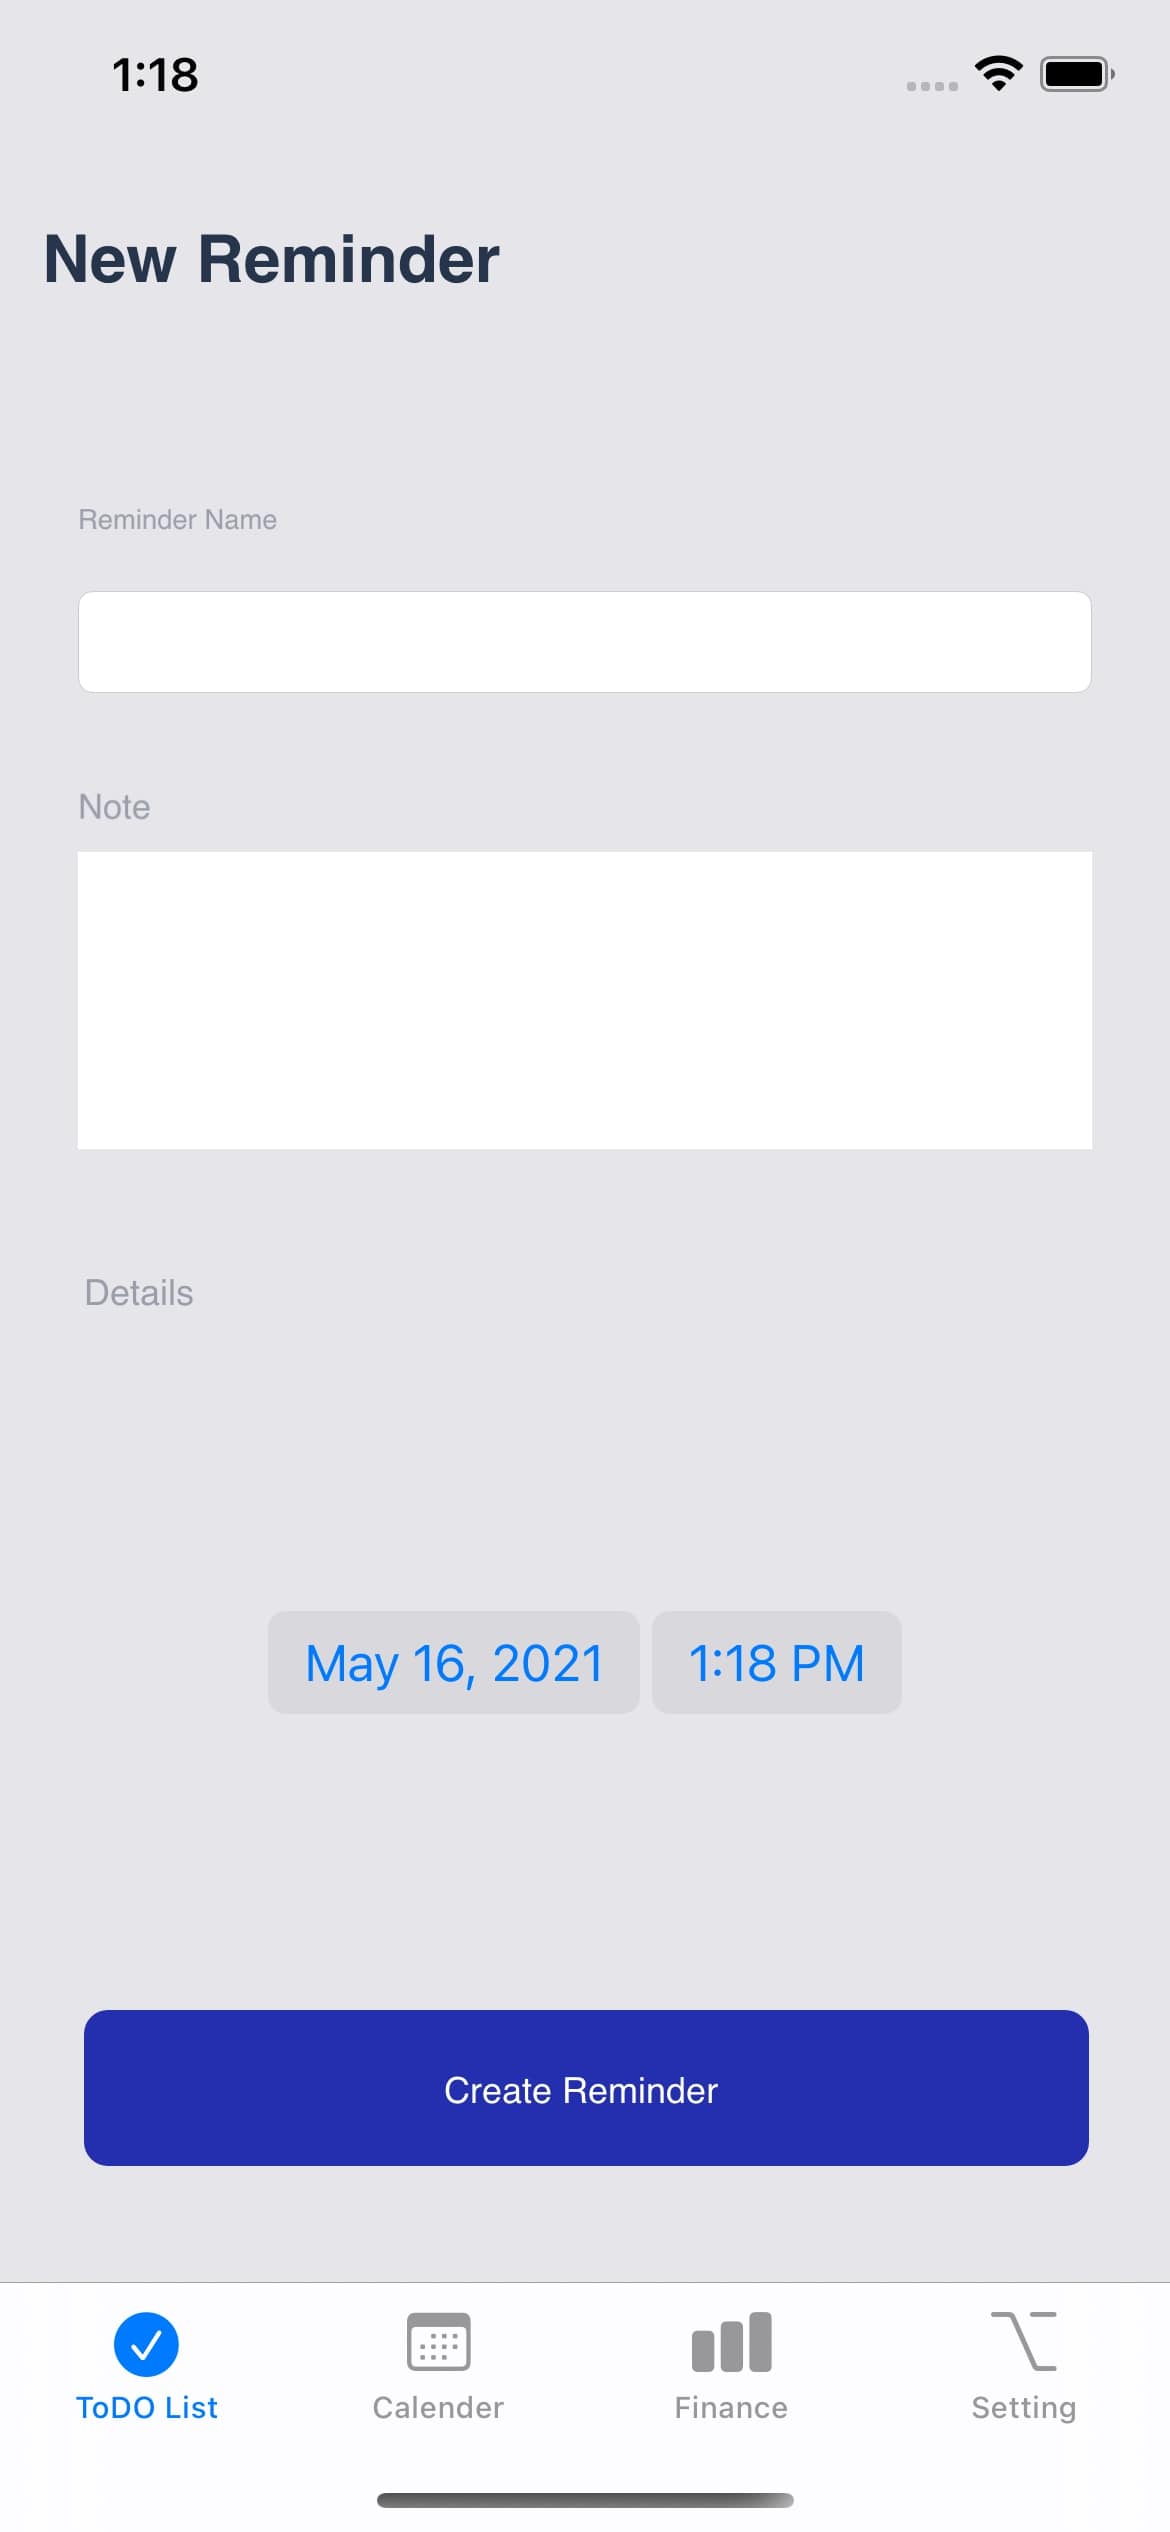 1:18
New Reminder
Reminder Name
Note
Details
May 16, 2021 1:18 PM
Create Reminder
ToDO List Calender Finance Setting